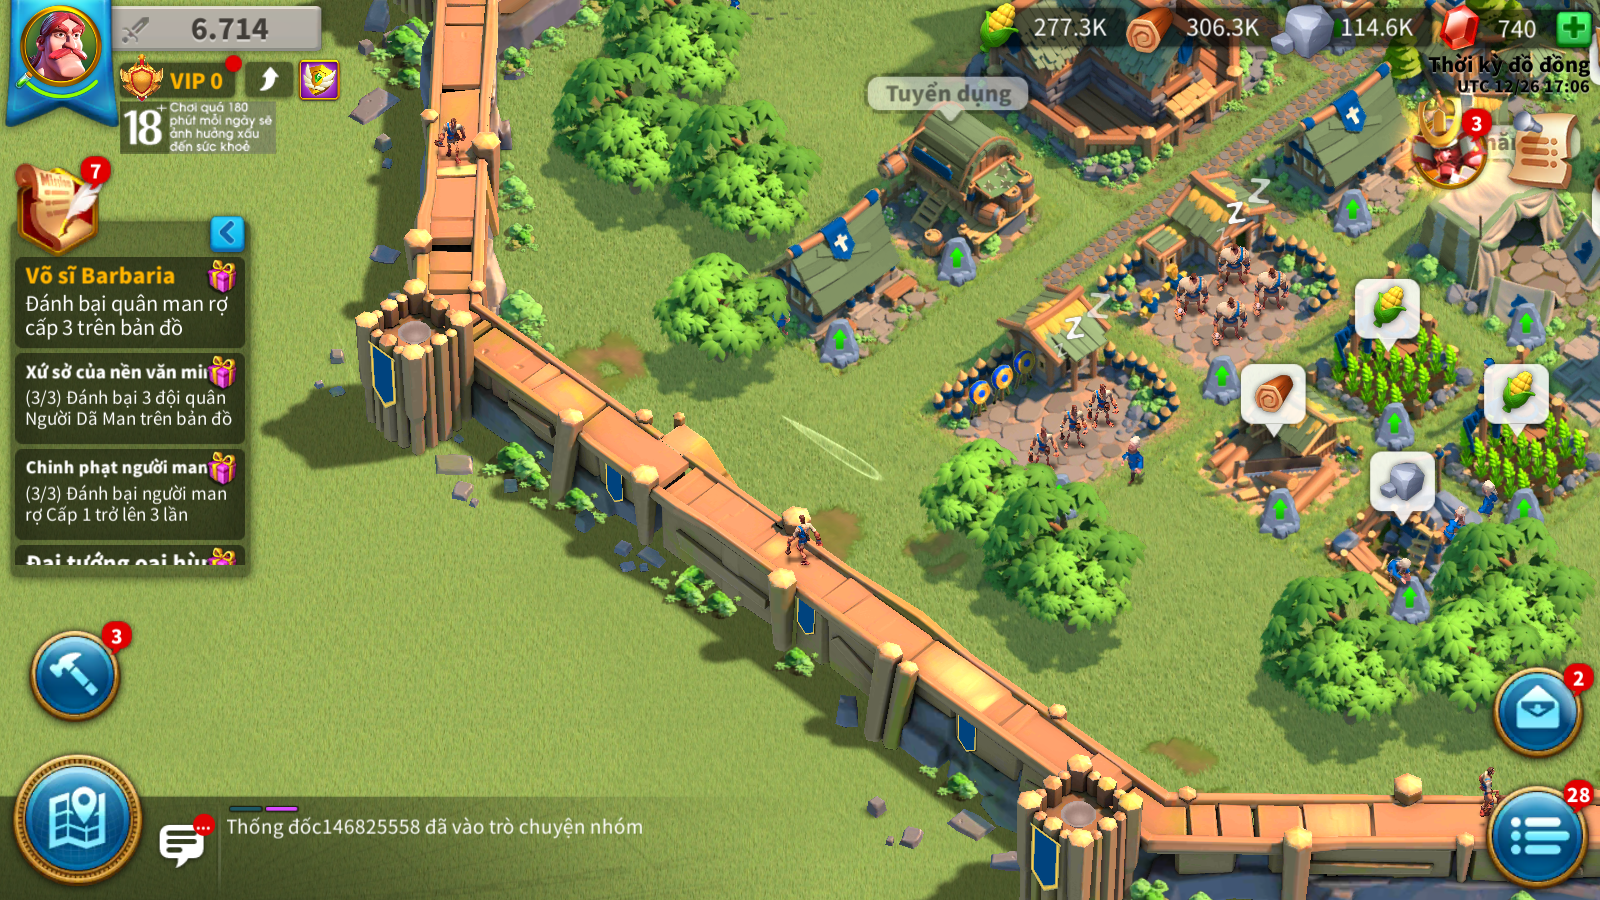 6.714
277.3K
306.3K
114.6K
740
VIP 0
Thời kỳ đồ đồng
UTC 12/26 17:06
18
+ Chơi quá 180
phút mỗi ngày sẽ
ảnh hưởng xấu
đến sức khoẻ
Tuyển dụng
3
7
Mission
Võ sĩ Barbaria
Đánh bại quân man rợ
cấp 3 trên bản đồ
Xứ sở của nền văn mi
(3/3) Đánh bại 3 đội quân
Người Dã Man trên bản đồ
Chinh phạt người man
(3/3) Đánh bại người man
rợ Cấp 1 trở lên 3 lần
Đại tướng oai hùn
Z
Z
Z
Z
3
2
28
Thống đốc146825558 đã vào trò chuyện nhóm